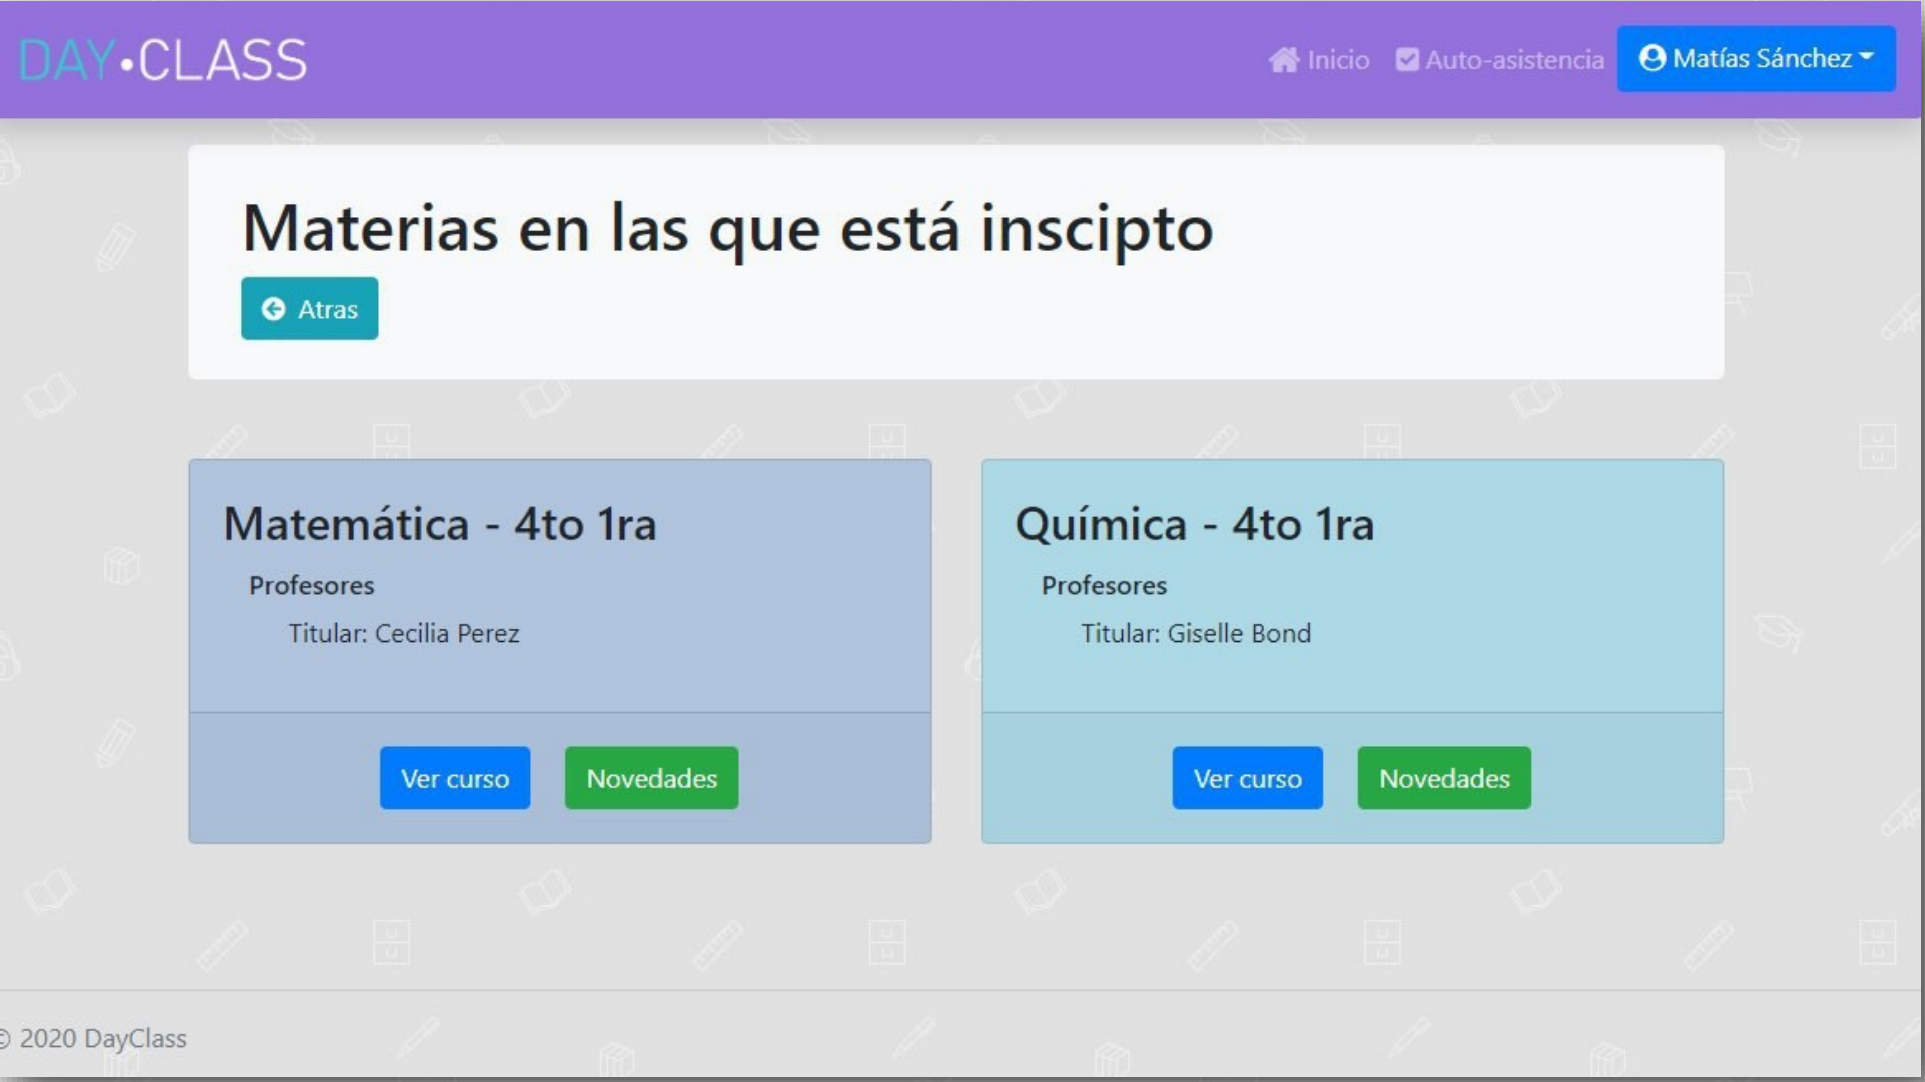 DAY•CLASS
Inicio Auto-asistencia Matías Sánchez
Materias en las que está inscipto
Atras
Matemática - 4to 1ra
Profesores
Titular: Cecilia Perez
Ver curso Novedades
Química - 4to 1ra
Profesores
Titular: Giselle Bond
Ver curso Novedades
© 2020 DayClass